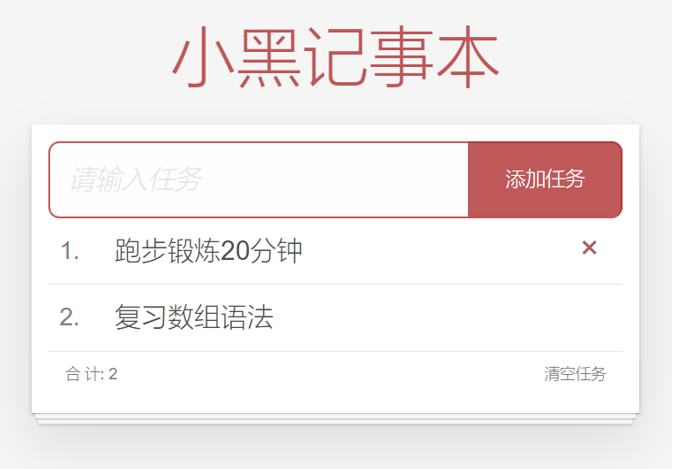 小黑记事本
请输入任务 添加任务
1. 跑步锻炼20分钟 ×
2. 复习数组语法
合 计: 2 清空任务